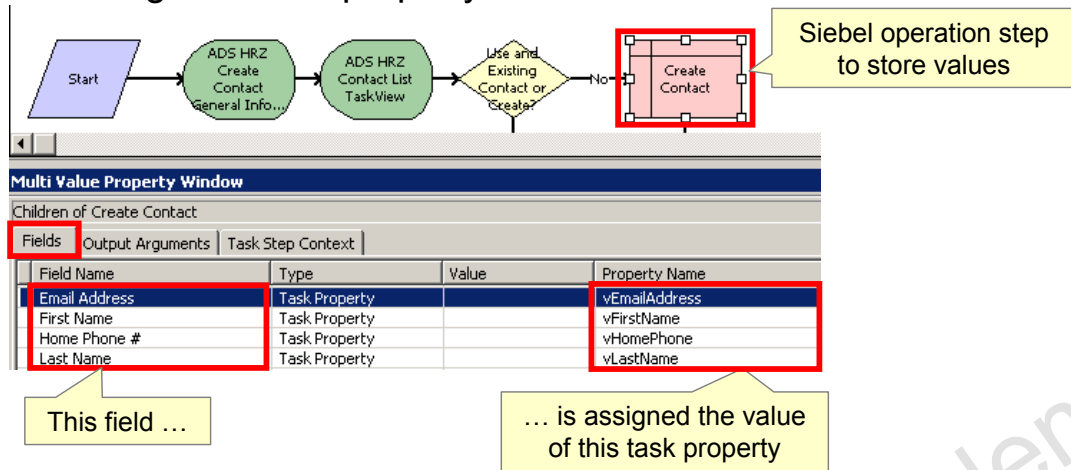 Siebel operation step
to store values
Start
ADS HRZ
Create
Contact
General Info...
ADS HRZ
Contact List
TaskView
Use and
Existing
Contact or
Create?
No
Create
Contact
Multi Value Property Window
Children of Create Contact
Fields Output Arguments Task Step Context
Field Name Type Value Property Name
Email Address Task Property vEmailAddress
First Name Task Property vFirstName
Home Phone # Task Property vHomePhone
Last Name Task Property vLastName
This field …
… is assigned the value
of this task property